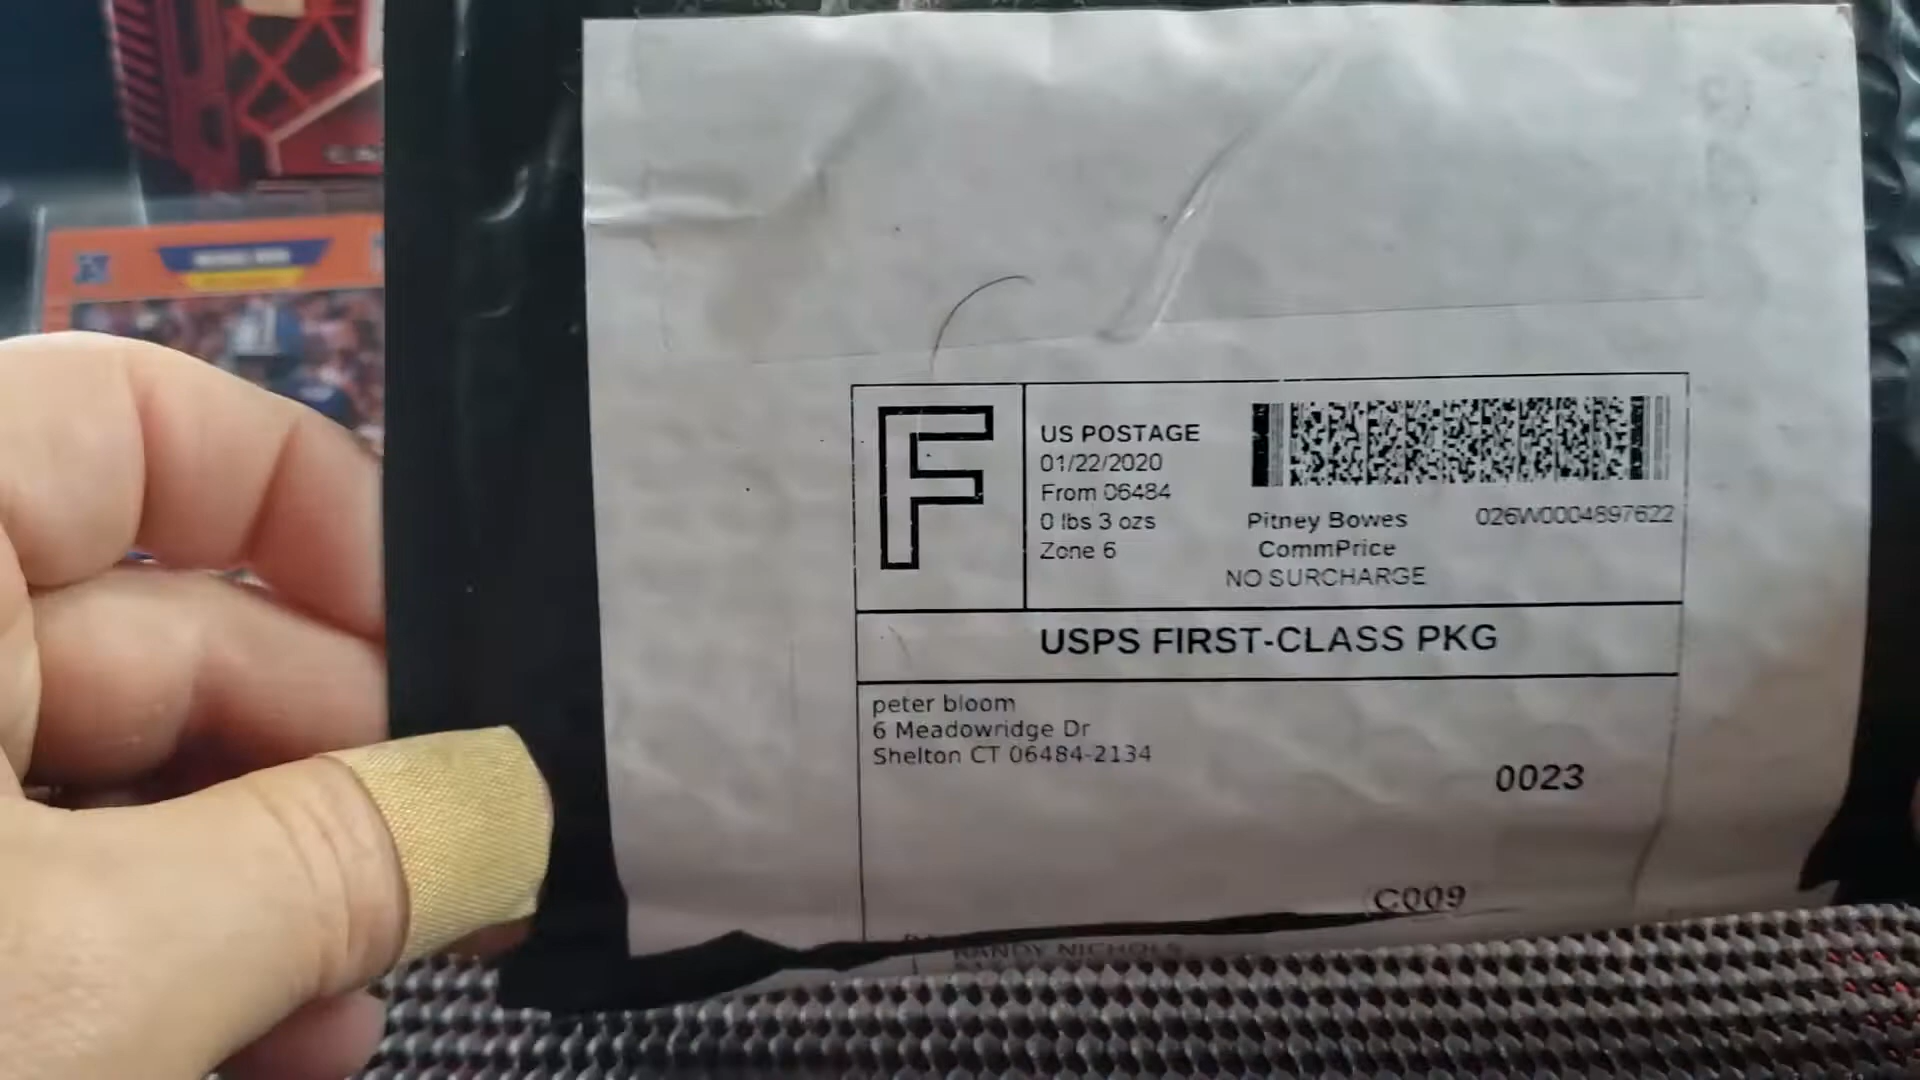 F
US POSTAGE
01/22/2020
From 06484
0 lbs 3 ozs
Zone 6
Pitney Bowes
026W0004897622
CommPrice
NO SURCHARGE
USPS FIRST-CLASS PKG
peter bloom
6 Meadowridge Dr
Shelton CT 06484-2134
0023
C009
RANDY NICHOLS